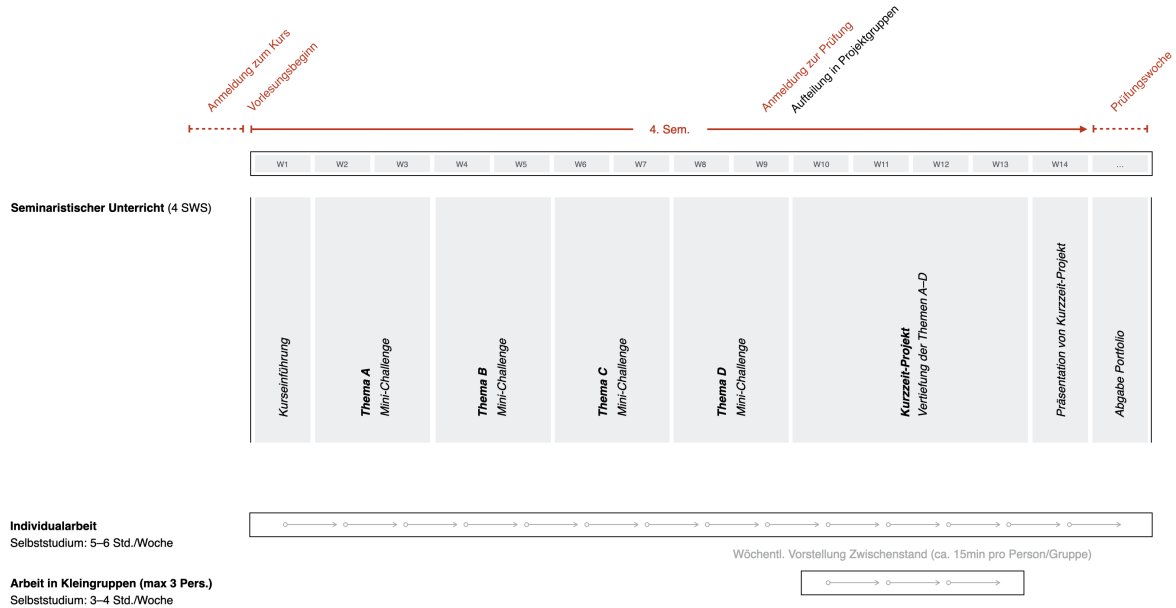 Anmeldung zum Kurs
Vorlesungsbeginn
Anmeldung zur Prüfung
Aufteilung in Projektgruppen
Prüfungswoche
4. Sem.
W1 W2 W3 W4 W5 W6 W7 W8 W9 W10 W11 W12 W13 W14 ...
Seminaristischer Unterricht (4 SWS)
Kurseinführung
Thema A
Mini-Challenge
Thema B
Mini-Challenge
Thema C
Mini-Challenge
Thema D
Mini-Challenge
Kurzzeit-Projekt
Vertiefung der Themen A–D
Präsentation von Kurzzeit-Projekt
Abgabe Portfolio
Individualarbeit
Selbststudium: 5–6 Std./Woche
Wöchentl. Vorstellung Zwischenstand (ca. 15min pro Person/Gruppe)
Arbeit in Kleingruppen (max 3 Pers.)
Selbststudium: 3–4 Std./Woche